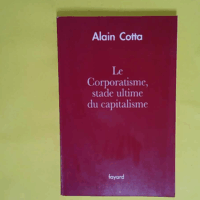 Alain Cotta
Le
Corporatisme,
stade ultime
du capitalisme
fayard